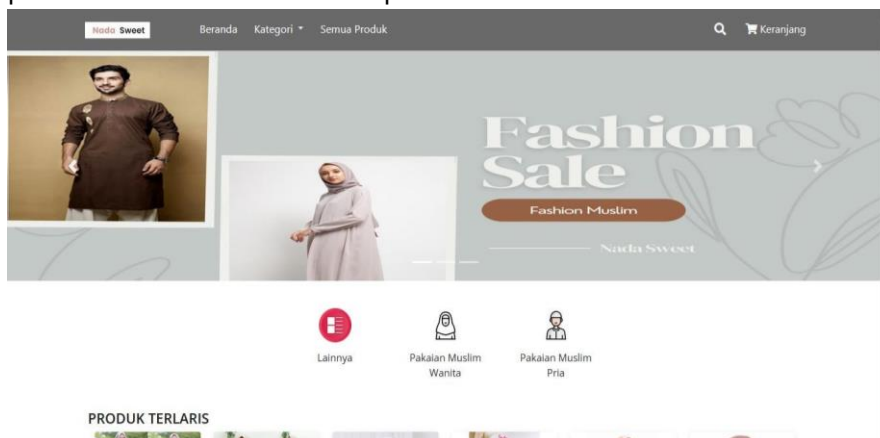 Nada Sweet
Beranda Kategori Semua Produk
Keranjang
Fashion
Sale
Fashion Muslim
Nada Sweet
Lainnya
Pakaian Muslim
Wanita
Pakaian Muslim
Pria
PRODUK TERLARIS